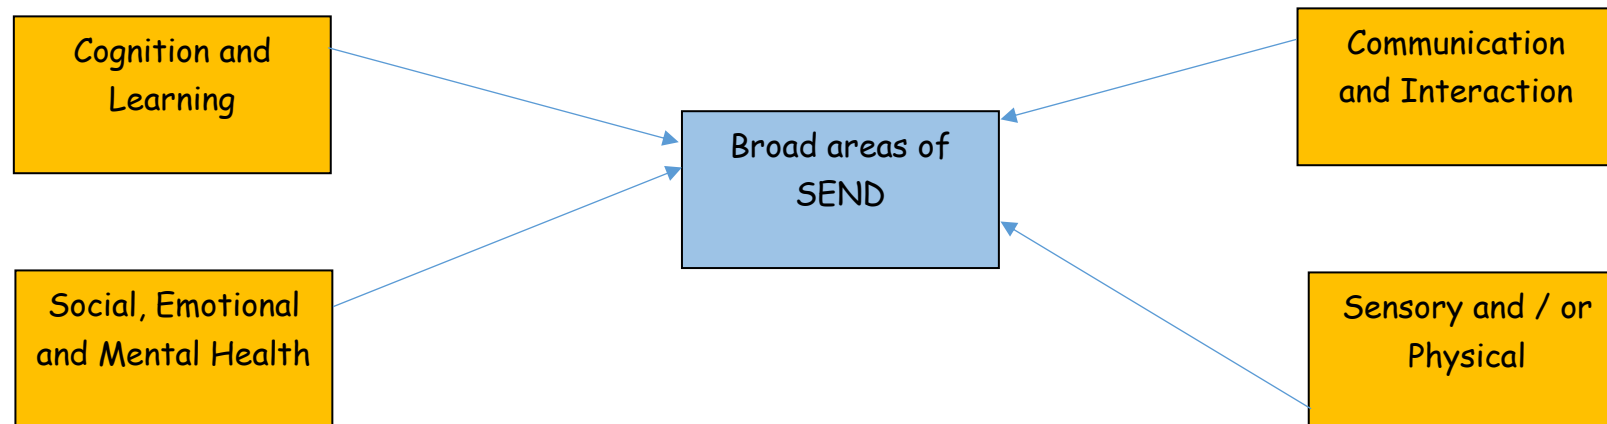 Cognition and
Learning
Communication
and Interaction
Broad areas of
SEND
Social, Emotional
and Mental Health
Sensory and / or
Physical